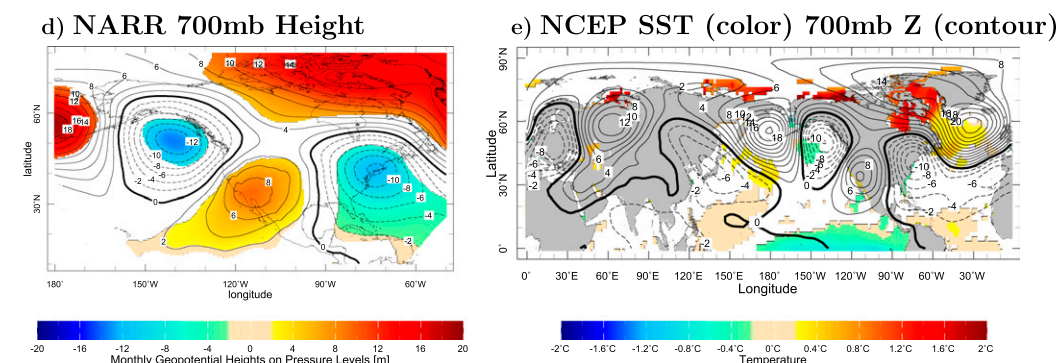 d) NARR 700mb Height
e) NCEP SST (color) 700mb Z (contour)
latitude
60°N
30°N
180°
150°W
120°W
90°W
60°W
longitude
-20 -16 -12 -8 -4 0 4 8 12 16 20
Monthly Geopotential Heights on Pressure Levels [m]
Latitude
90°N
60°N
30°N
0°
0° 30°E 60°E 90°E 120°E 150°E 180° 150°W 120°W 90°W 60°W 30°W
Longitude
-2°C -1.6°C -1.2°C -0.8°C -0.4°C 0°C 0.4°C 0.8°C 1.2°C 1.6°C 2°C
Temperature